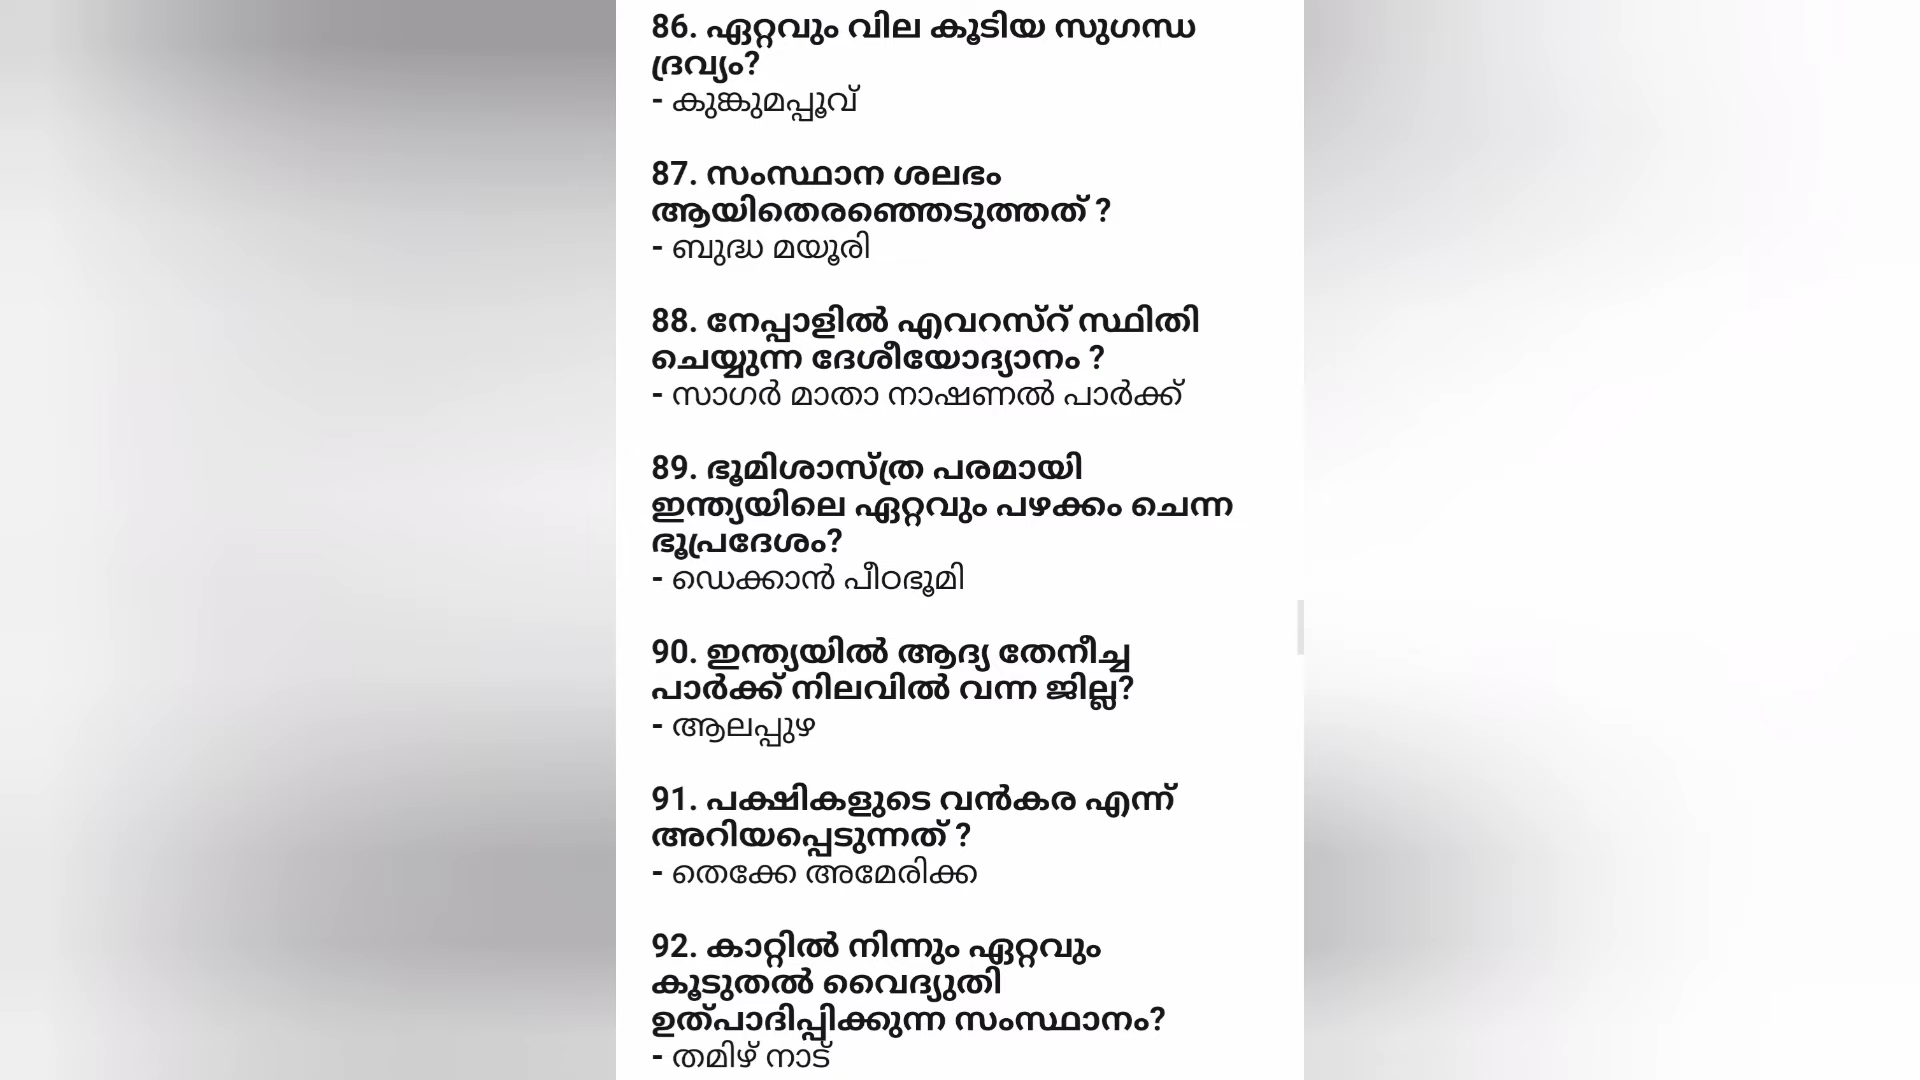 86. ഏറ്റവും വില കൂടിയ സുഗന്ധ
ദ്രവ്യം?
- കുങ്കുമപ്പൂവ്
87. സംസ്ഥാന ശലഭം
ആയിതെരഞ്ഞെടുത്തത് ?
- ബുദ്ധ മയൂരി
88. നേപ്പാളിൽ എവറസ്റ് സ്ഥിതി
ചെയ്യുന്ന ദേശീയോദ്യാനം ?
- സാഗർ മാതാ നാഷണൽ പാർക്ക്
89. ഭൂമിശാസ്ത്ര പരമായി
ഇന്ത്യയിലെ ഏറ്റവും പഴക്കം ചെന്ന
ഭൂപ്രദേശം?
- ഡെക്കാൻ പീഠഭൂമി
90. ഇന്ത്യയിൽ ആദ്യ തേനീച്ച
പാർക്ക് നിലവിൽ വന്ന ജില്ല?
- ആലപ്പുഴ
91. പക്ഷികളുടെ വൻകര എന്ന്
അറിയപ്പെടുന്നത് ?
- തെക്കേ അമേരിക്ക
92. കാറ്റിൽ നിന്നും ഏറ്റവും
കൂടുതൽ വൈദ്യുതി
ഉത്പാദിപ്പിക്കുന്ന സംസ്ഥാനം?
- തമിഴ് നാട്